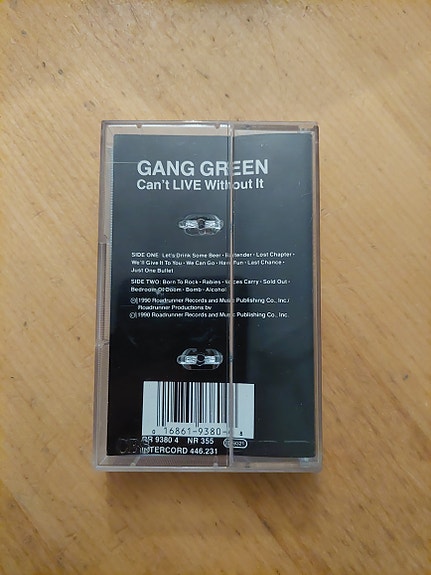 GANG GREEN
Can't LIVE Without It
SIDE ONE Let's Drink Some Beer • Bartender • Lost Chapter •
We'll Give It To You • We Can Go • Have Fun • Last Chance •
Just One Bullet
SIDE TWO: Born To Rock • Rabies • Voices Carry • Sold Out •
Bedroom Of Doom • Bomb • Alcohol
Ⓟ1990 Roadrunner Records and Music Publishing Co., Inc./
Roadrunner Productions bv
©1990 Roadrunner Records and Music Publishing Co., Inc.
0 16861-9380-4 8
RR 9380 4 NR 355
INTERCORD 446.231